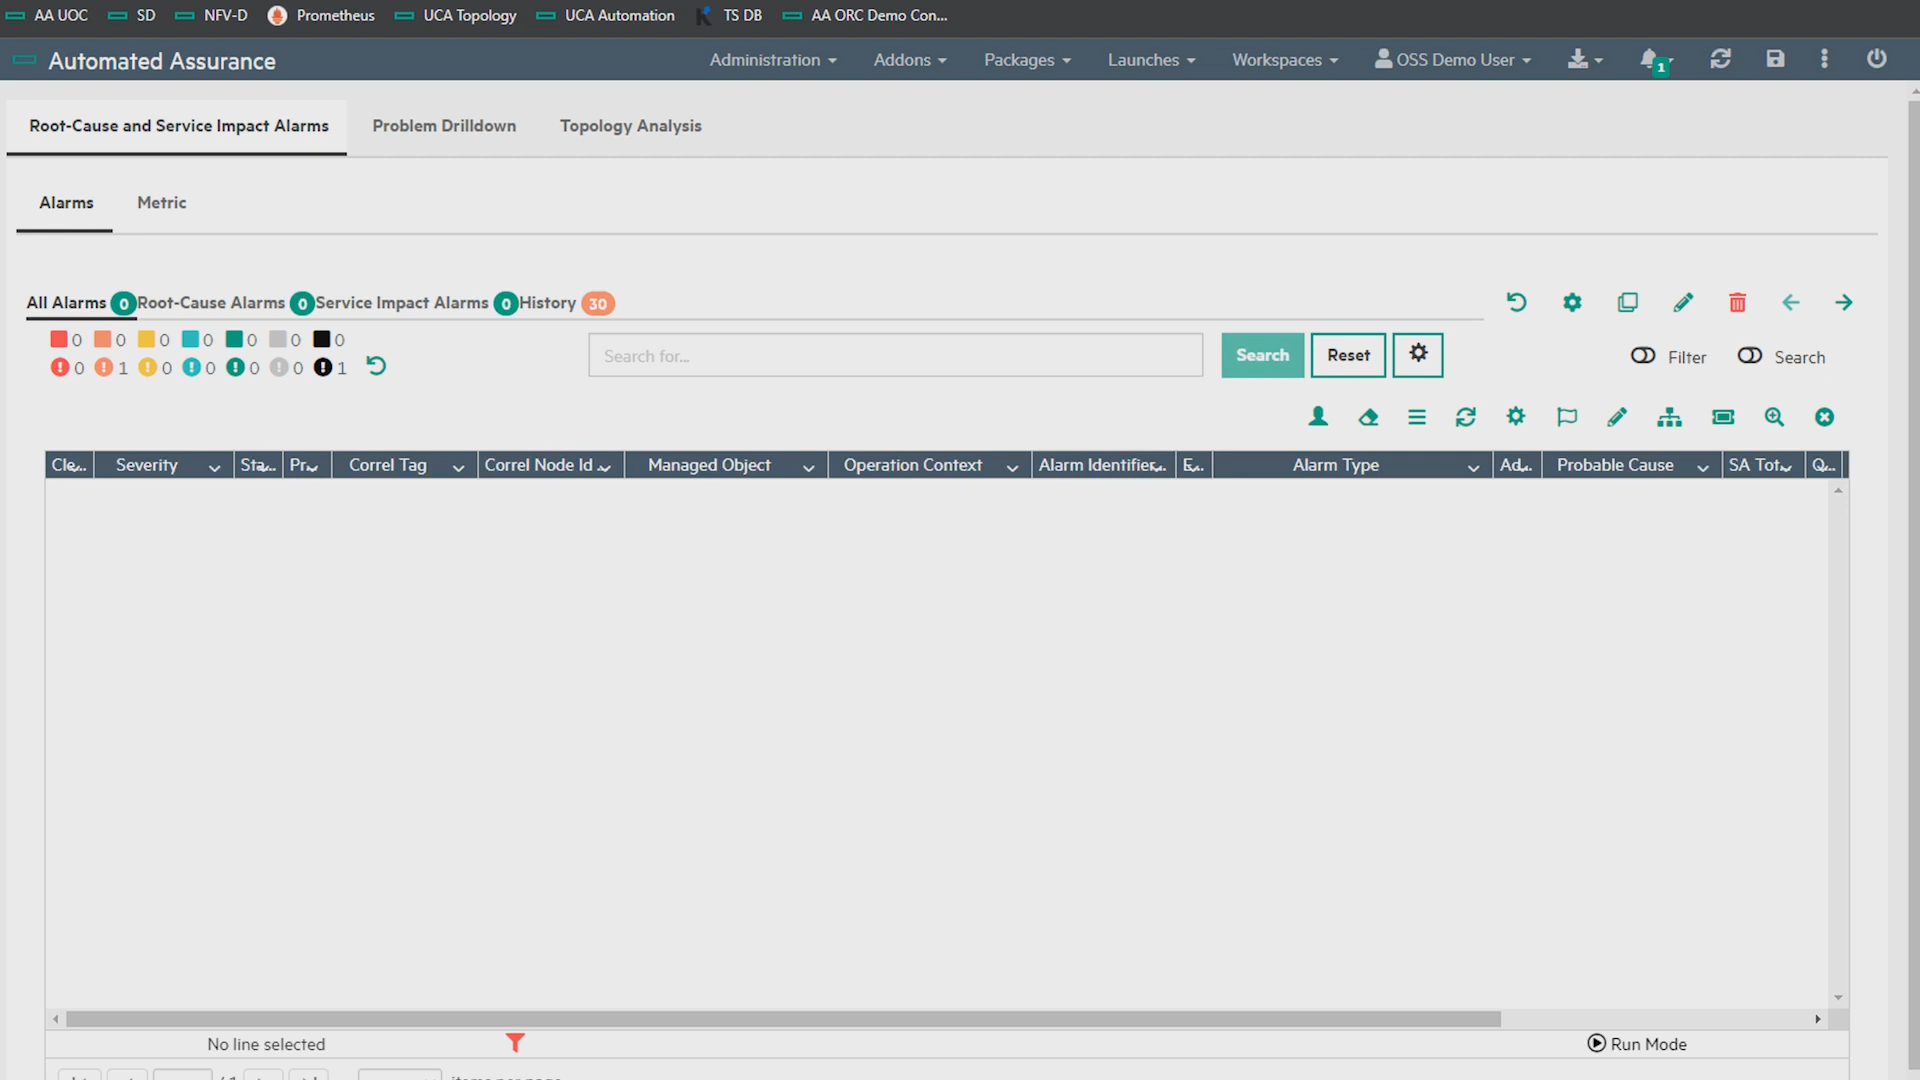 AA UOC SD NFV-D Prometheus UCA Topology UCA Automation TS DB AA ORC Demo Con...
Automated Assurance Administration Addons Packages Launches Workspaces OSS Demo User 1
Root-Cause and Service Impact Alarms Problem Drilldown Topology Analysis
Alarms Metric
All Alarms 0 Root-Cause Alarms 0 Service Impact Alarms 0 History 30
0 0 0 0 0 0 0
Search for... Search Reset Filter Search
0 1 0 0 0 0 1
Cle... Severity Sta... Pr... Correl Tag Correl Node Id Managed Object Operation Context Alarm Identifier... E... Alarm Type Ad... Probable Cause SA Tot... Q...
No line selected Run Mode
/ 1 items per page